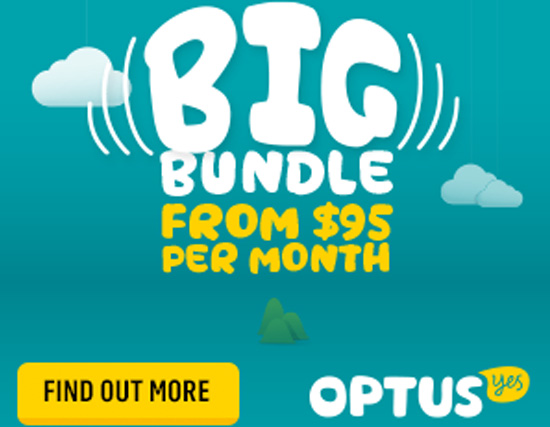 BIG
BUNDLE
FROM $95
PER MONTH
FIND OUT MORE
OPTUS yes